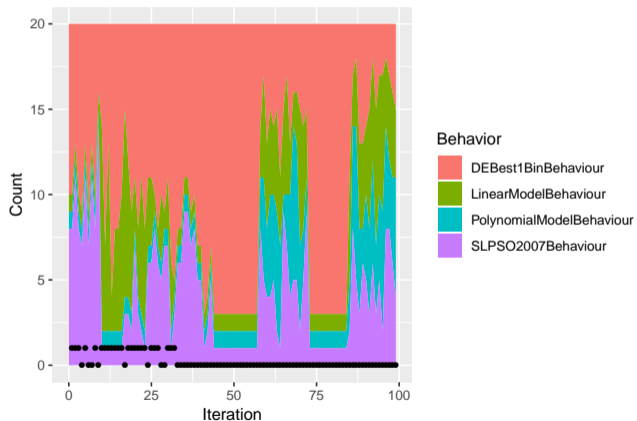 20
15
10
5
0
Count
0
25
50
75
100
Iteration
Behavior
DEBest1BinBehaviour
LinearModelBehaviour
PolynomialModelBehaviour
SLPSO2007Behaviour